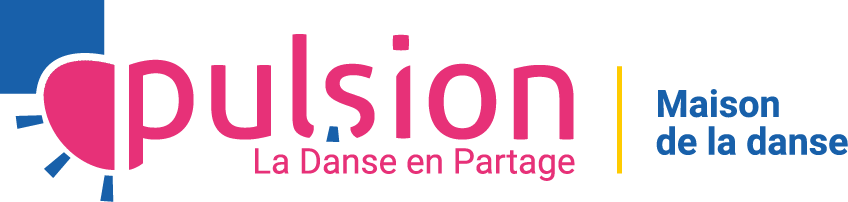 pulsion
La Danse en Partage
Maison
de la danse